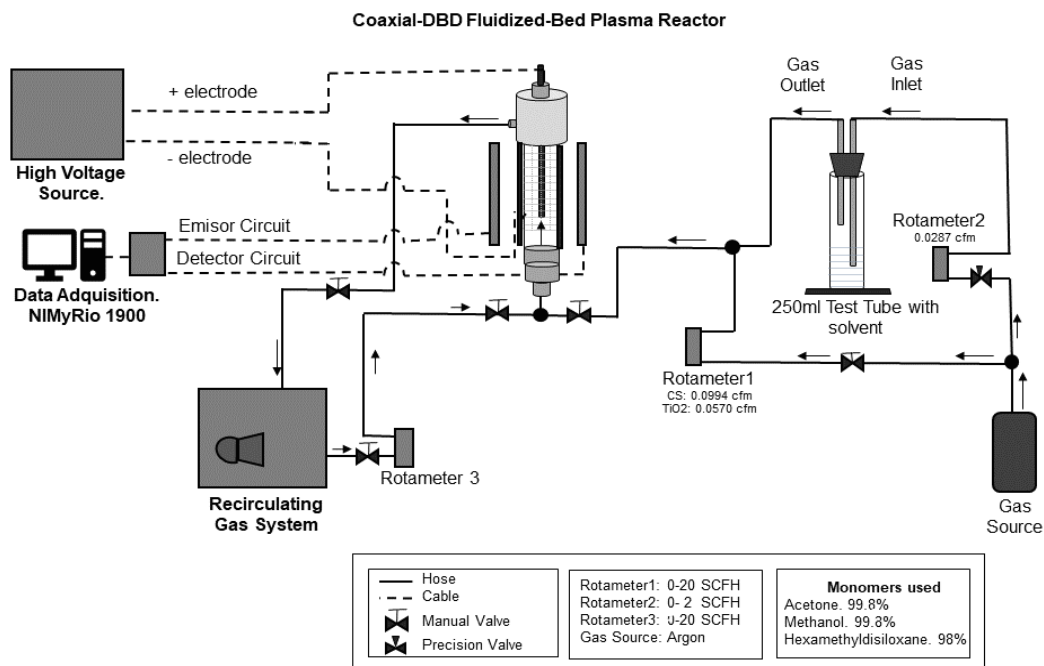 Coaxial-DBD Fluidized-Bed Plasma Reactor
+ electrode
- electrode
High Voltage
Source.
Emisor Circuit
Detector Circuit
Data Adquisition.
NIMyRio 1900
Gas
Outlet
Gas
Inlet
Rotameter2
0.0287 cfm
250ml Test Tube with
solvent
Rotameter1
CS: 0.0994 cfm
TiO2: 0.0570 cfm
Rotameter 3
Recirculating
Gas System
Gas
Source
Hose
Cable
Manual Valve
Precision Valve
Rotameter1: 0-20 SCFH
Rotameter2: 0- 2 SCFH
Rotameter3: 0-20 SCFH
Gas Source: Argon
Monomers used
Acetone. 99.8%
Methanol. 99.8%
Hexamethyldisiloxane. 98%